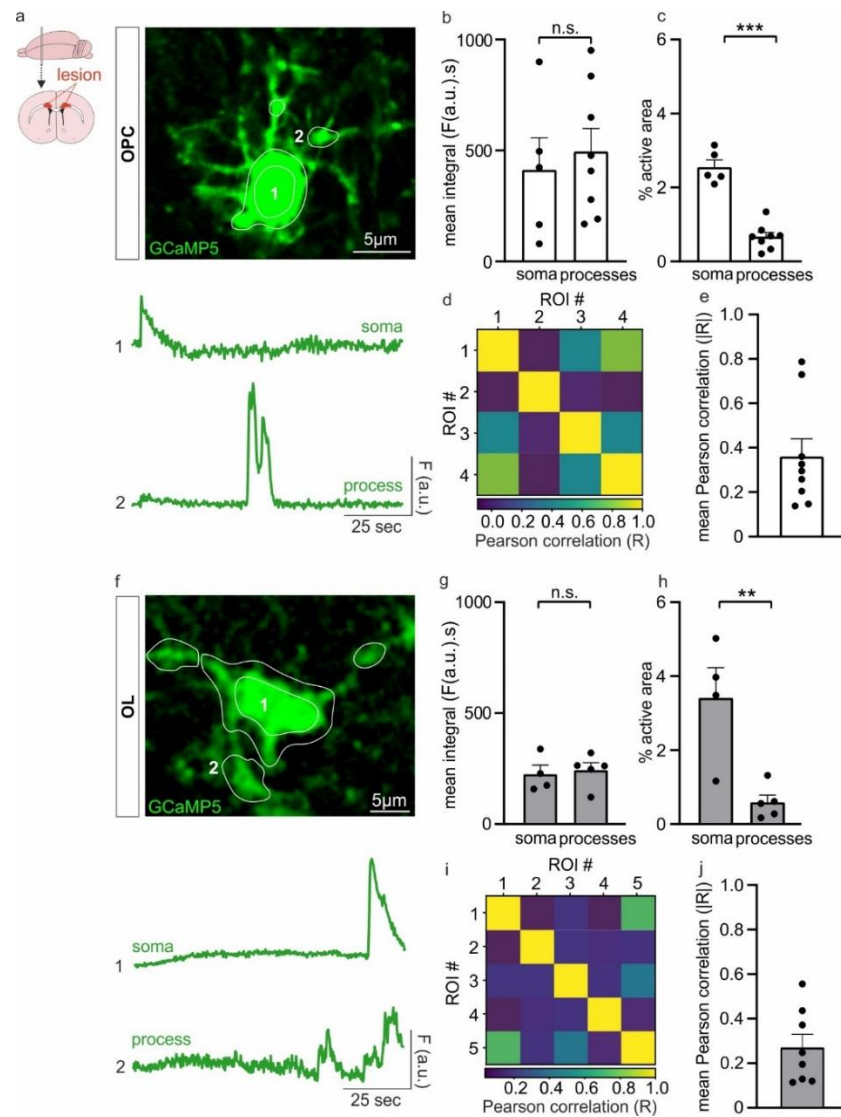 a
lesion
OPC
1
2
GCaMP5
5µm
b
mean integral (F(a.u.).s)
1000
500
0
n.s.
soma processes
c
% active area
6
4
2
0
***
soma processes
1
soma
2
process
F (a.u.)
25 sec
d
ROI #
1 2 3 4
ROI #
1
2
3
4
0.0 0.2 0.4 0.6 0.8 1.0
Pearson correlation (R)
e
mean Pearson correlation (|R|)
1.0
0.8
0.6
0.4
0.2
0
f
OL
1
2
GCaMP5
5µm
g
mean integral (F(a.u.).s)
1000
500
0
n.s.
soma processes
h
% active area
6
4
2
0
**
soma processes
soma
1
process
2
F (a.u.)
25 sec
i
ROI #
1 2 3 4 5
ROI #
1
2
3
4
5
0.2 0.4 0.6 0.8 1.0
Pearson correlation (R)
j
mean Pearson correlation (|R|)
1.0
0.8
0.6
0.4
0.2
0